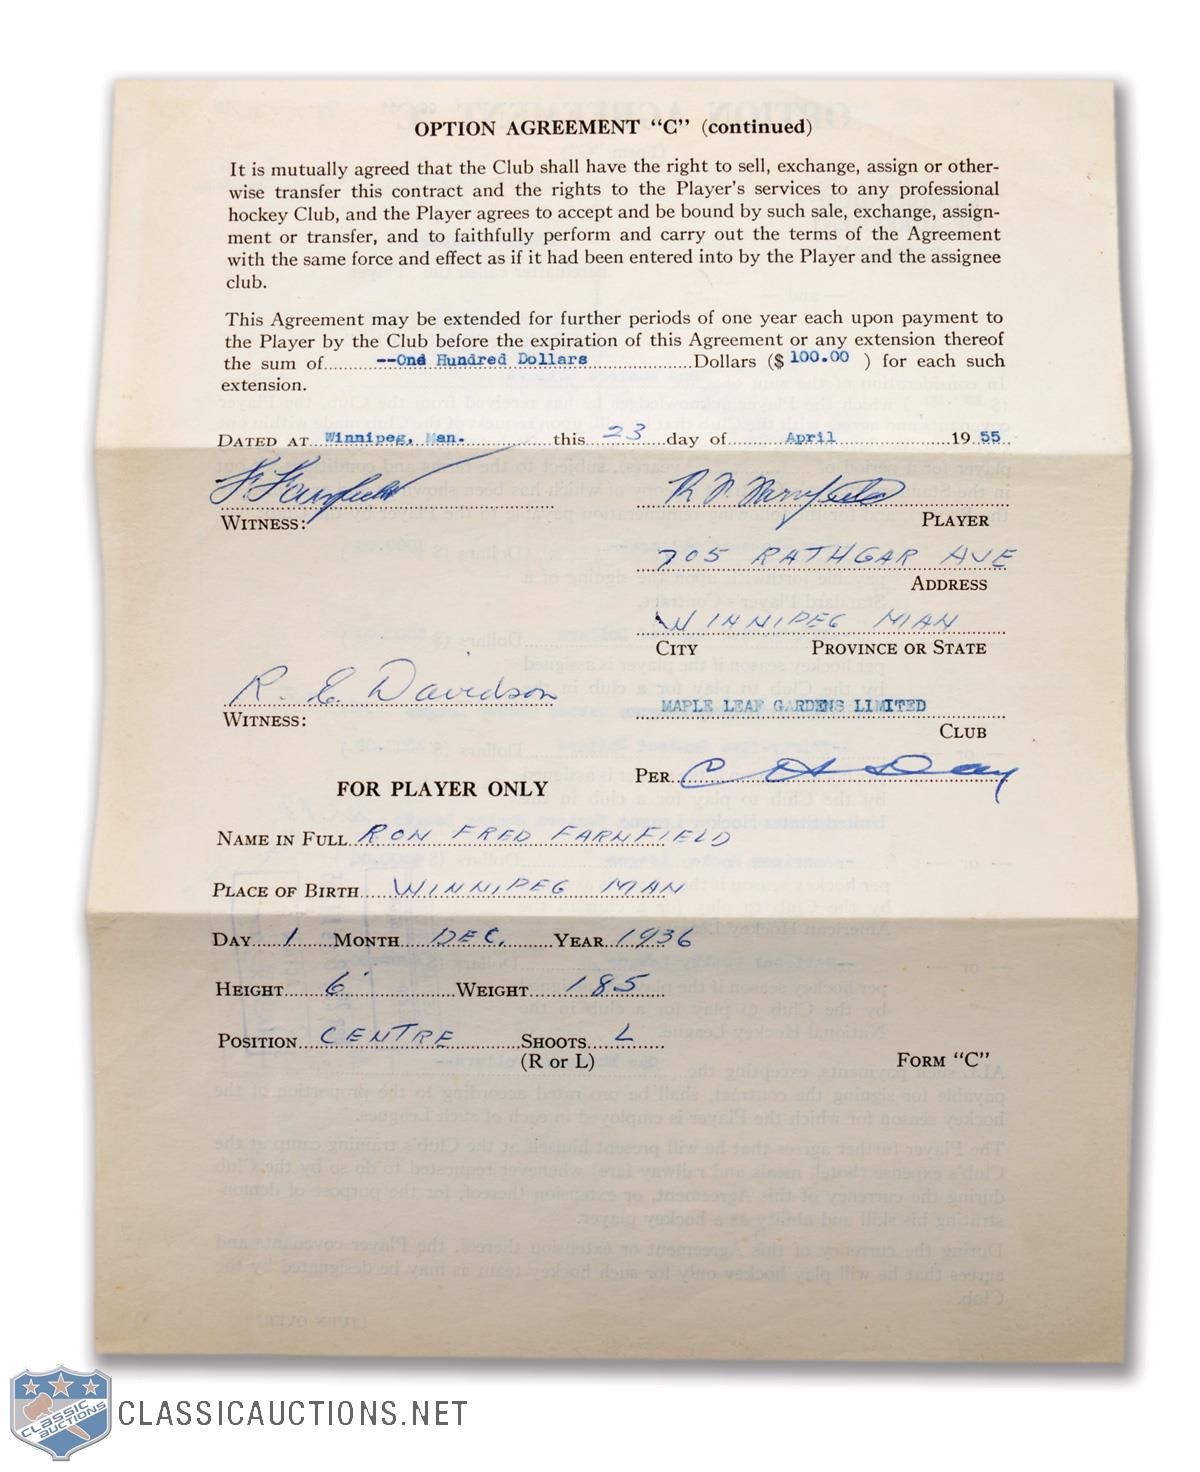 OPTION AGREEMENT "C" (continued)
It is mutually agreed that the Club shall have the right to sell, exchange, assign or other-
wise transfer this contract and the rights to the Player's services to any professional
hockey Club, and the Player agrees to accept and be bound by such sale, exchange, assign-
ment or transfer, and to faithfully perform and carry out the terms of the Agreement
with the same force and effect as if it had been entered into by the Player and the assignee
club.
This Agreement may be extended for further periods of one year each upon payment to
the Player by the Club before the expiration of this Agreement or any extension thereof
the sum of --One Hundred Dollars Dollars ($ 100.00 ) for each such
extension.
DATED AT Winnipeg, Man. this 23 day of April 1955
F. Farnfield R F Farnfield
WITNESS: PLAYER
705 RATHGAR AVE
ADDRESS
WINNIPEG MAN
CITY PROVINCE OR STATE
R. E. Davidson MAPLE LEAF GARDENS LIMITED
WITNESS: CLUB
PER C H Day
FOR PLAYER ONLY
NAME IN FULL RON FRED FARNFIELD
PLACE OF BIRTH WINNIPEG MAN
DAY 1 MONTH DEC. YEAR 1936
HEIGHT 6' WEIGHT 185
POSITION CENTRE SHOOTS L
(R or L) FORM "C"
CLASSIC AUCTIONS
CLASSICAUCTIONS.NET